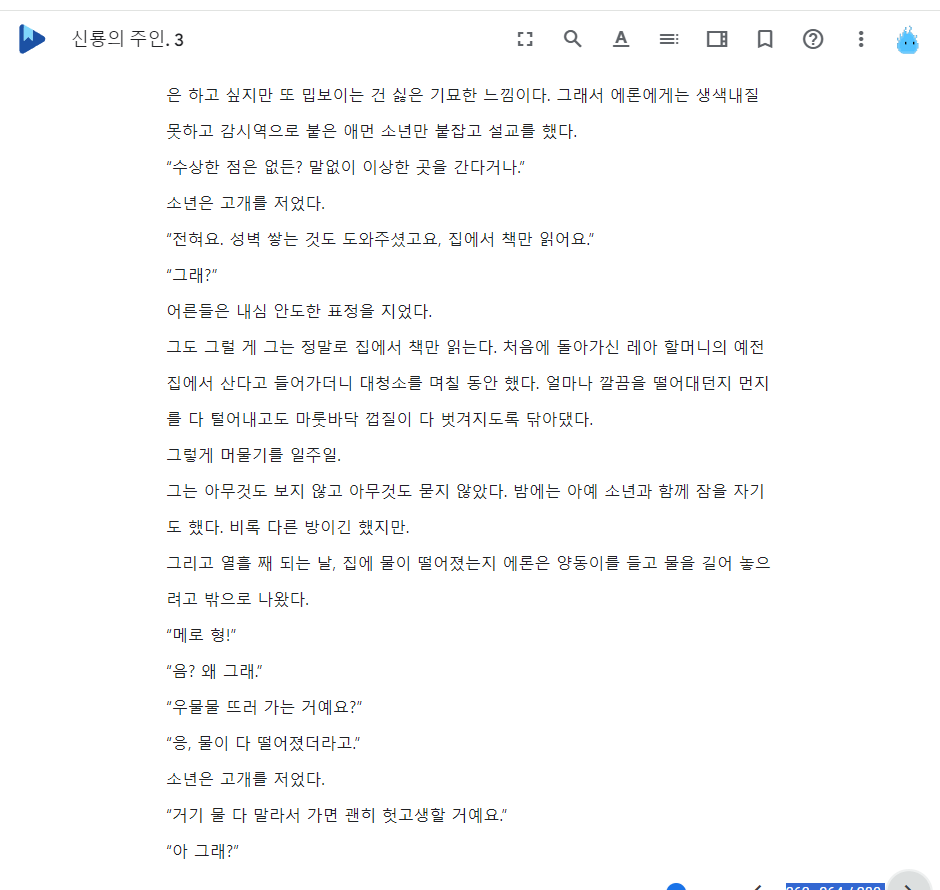 신룡의 주인. 3
은 하고 싶지만 또 밉보이는 건 싫은 기묘한 느낌이다. 그래서 에론에게는 생색내질
못하고 감시역으로 붙은 애먼 소년만 붙잡고 설교를 했다.
“수상한 점은 없든? 말없이 이상한 곳을 간다거나.”
소년은 고개를 저었다.
“전혀요. 성벽 쌓는 것도 도와주셨고요, 집에서 책만 읽어요.”
“그래?”
어른들은 내심 안도한 표정을 지었다.
그도 그럴 게 그는 정말로 집에서 책만 읽는다. 처음에 돌아가신 레아 할머니의 예전
집에서 산다고 들어가더니 대청소를 며칠 동안 했다. 얼마나 깔끔을 떨어대던지 먼지
를 다 털어내고도 마룻바닥 껍질이 다 벗겨지도록 닦아댔다.
그렇게 머물기를 일주일.
그는 아무것도 보지 않고 아무것도 묻지 않았다. 밤에는 아예 소년과 함께 잠을 자기
도 했다. 비록 다른 방이긴 했지만.
그리고 열흘 째 되는 날, 집에 물이 떨어졌는지 에론은 양동이를 들고 물을 길어 놓으
려고 밖으로 나왔다.
“메로 형!”
“음? 왜 그래.”
“우물물 뜨러 가는 거예요?”
“응, 물이 다 떨어졌더라고.”
소년은 고개를 저었다.
“거기 물 다 말라서 가면 괜히 헛고생할 거예요.”
“아 그래?”